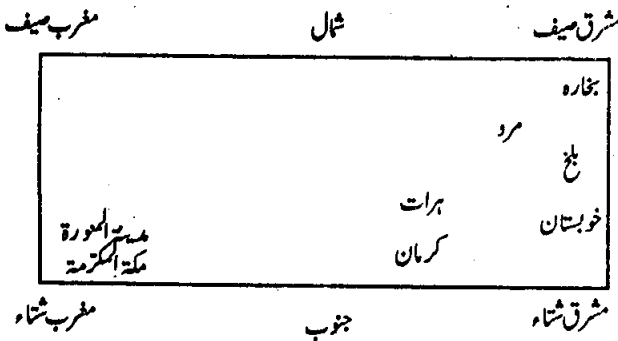 مشرق صیف شمال مغرب صیف
بخارہ
مرو
بلخ
ہرات
خوبستان
مدینۃ المنورۃ
کرمان
مکۃ المکرمۃ
مشرق شتاء جنوب مغرب شتاء